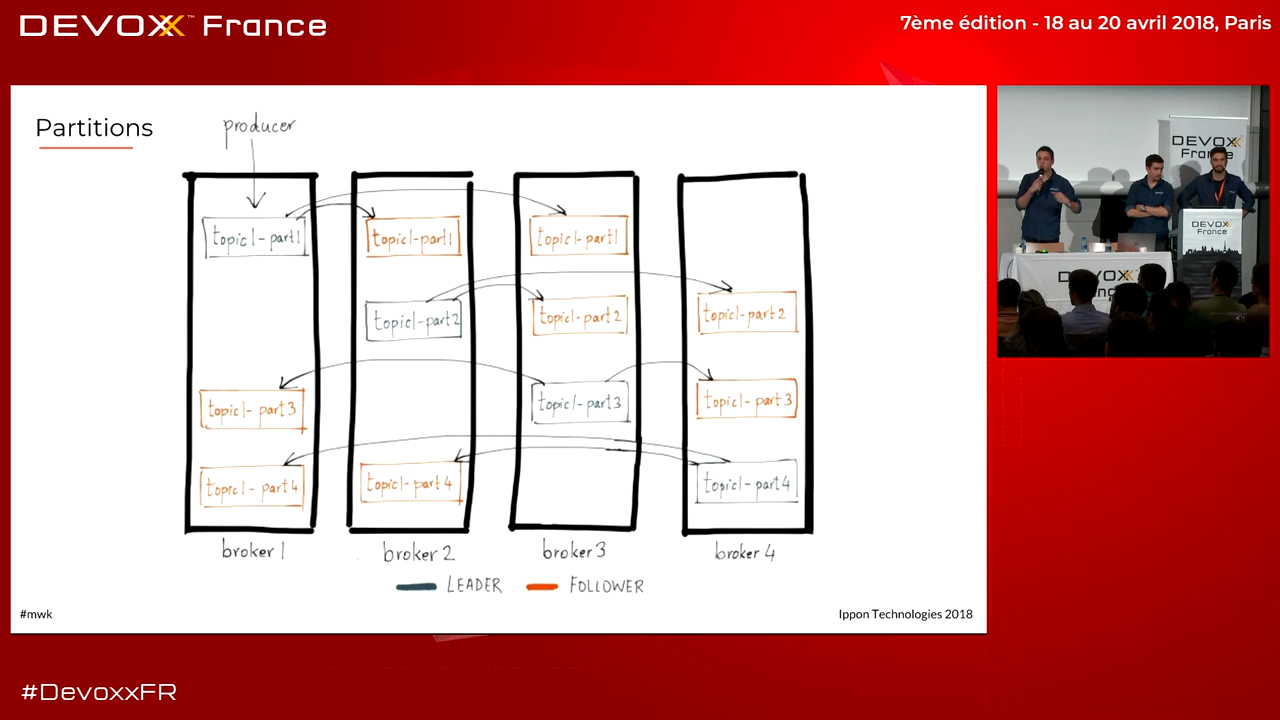 DEVOXX™ France
7ème édition - 18 au 20 avril 2018, Paris
Partitions
producer
topic1-part1
topic1-part1
topic1-part1
topic1-part2
topic1-part2
topic1-part2
topic1-part3
topic1-part3
topic1-part3
topic1-part4
topic1-part4
topic1-part4
broker 1
broker 2
broker 3
broker 4
LEADER
FOLLOWER
#mwk
Ippon Technologies 2018
DEVOXX
France
DEVOXX
France
DEVOXX
#DevoxxFR